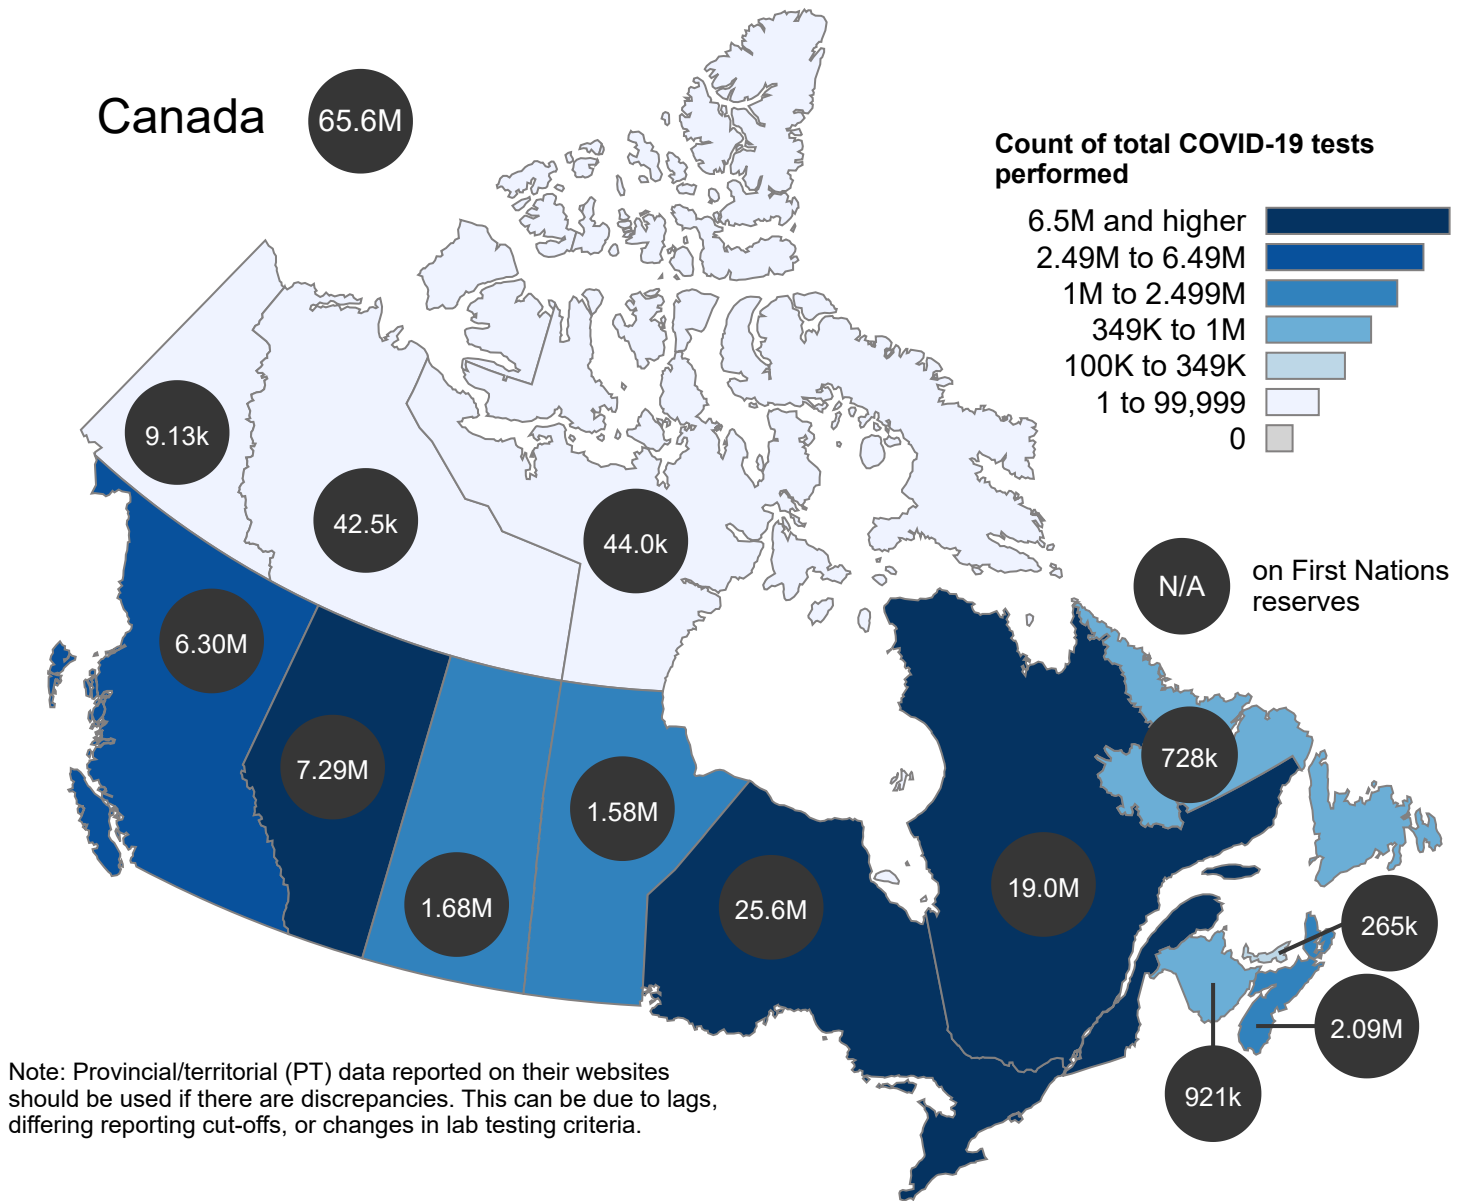 Canada
65.6M
Count of total COVID-19 tests
performed
6.5M and higher
2.49M to 6.49M
1M to 2.499M
349K to 1M
100K to 349K
1 to 99,999
0
9.13k
42.5k
44.0k
N/A
on First Nations
reserves
6.30M
7.29M
728k
1.58M
1.68M
25.6M
19.0M
265k
2.09M
921k
Note: Provincial/territorial (PT) data reported on their websites
should be used if there are discrepancies. This can be due to lags,
differing reporting cut-offs, or changes in lab testing criteria.